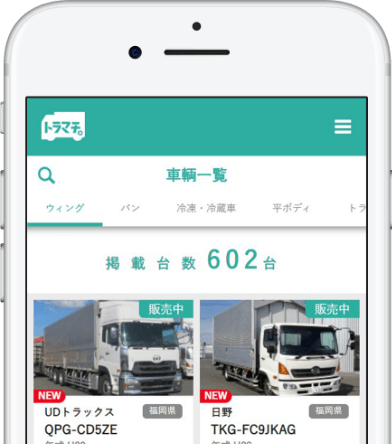 トラマチ。
車輌一覧
ウィング バン 冷凍・冷蔵車 平ボディ トラ
掲載台数602台
販売中 販売中
NEW NEW
UDトラックス 福岡県 日野 福岡県
QPG-CD5ZE TKG-FC9JKAG